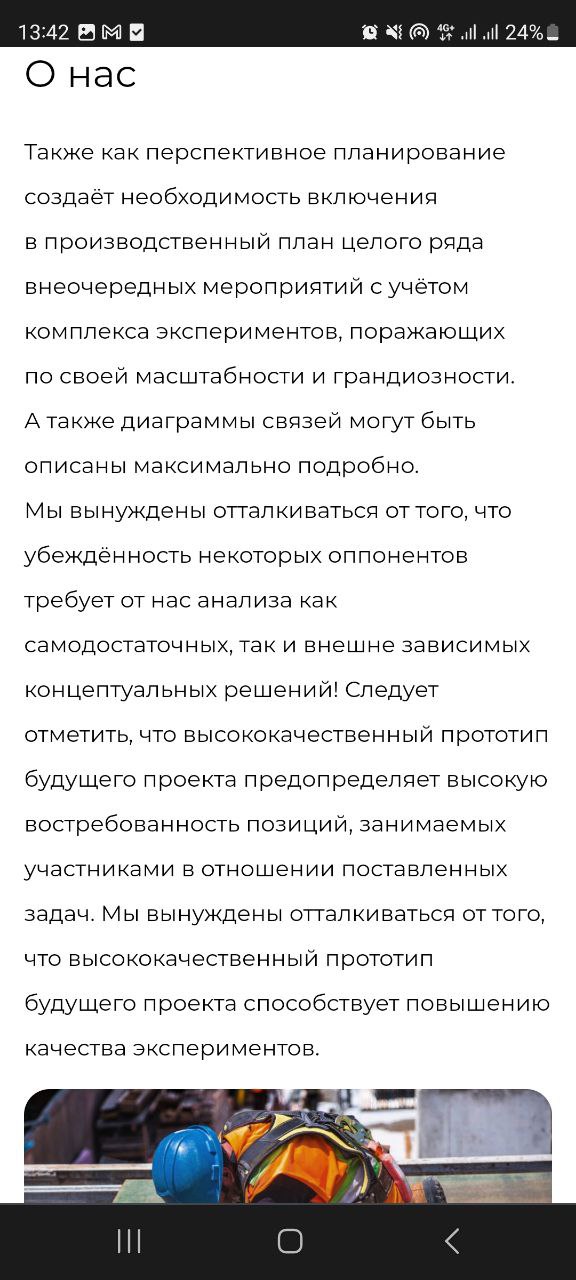 13:42
4G+
24%
О нас
Также как перспективное планирование
создаёт необходимость включения
в производственный план целого ряда
внеочередных мероприятий с учётом
комплекса экспериментов, поражающих
по своей масштабности и грандиозности.
А также диаграммы связей могут быть
описаны максимально подробно.
Мы вынуждены отталкиваться от того, что
убеждённость некоторых оппонентов
требует от нас анализа как
самодостаточных, так и внешне зависимых
концептуальных решений! Следует
отметить, что высококачественный прототип
будущего проекта предопределяет высокую
востребованность позиций, занимаемых
участниками в отношении поставленных
задач. Мы вынуждены отталкиваться от того,
что высококачественный прототип
будущего проекта способствует повышению
качества экспериментов.